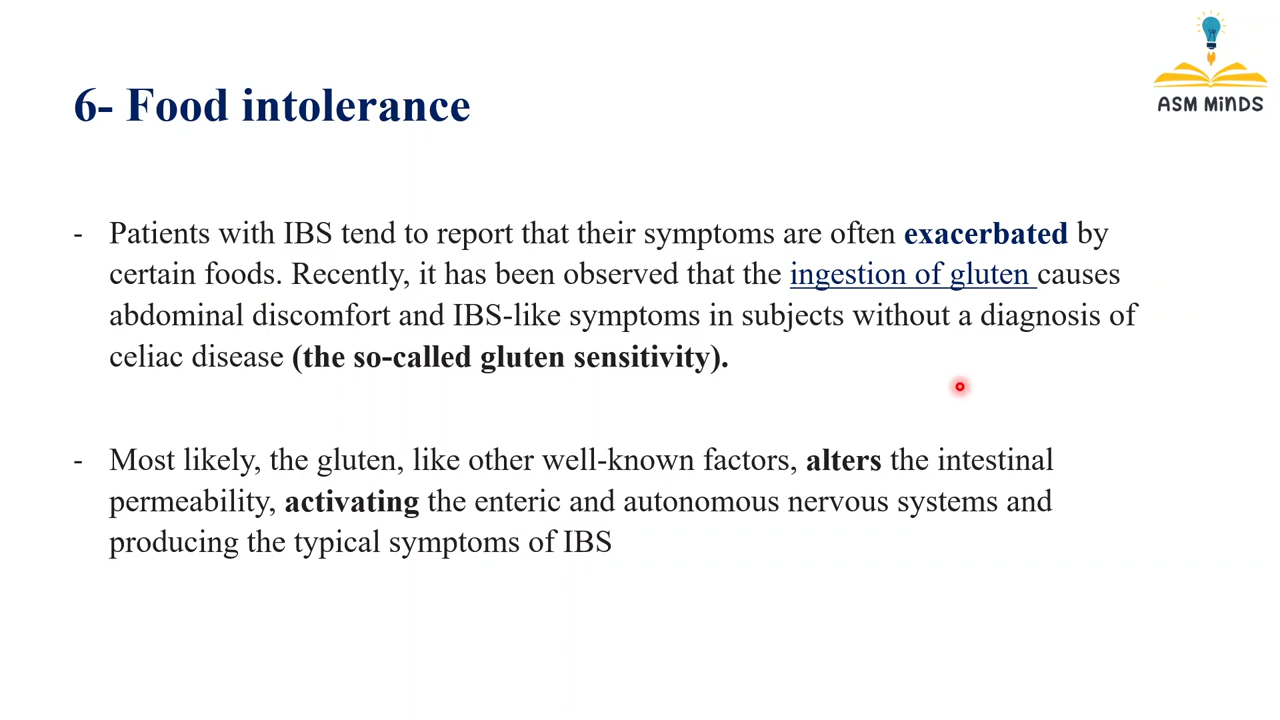 ASM MiNDS
6- Food intolerance
- Patients with IBS tend to report that their symptoms are often exacerbated by
certain foods. Recently, it has been observed that the ingestion of gluten causes
abdominal discomfort and IBS-like symptoms in subjects without a diagnosis of
celiac disease (the so-called gluten sensitivity).
- Most likely, the gluten, like other well-known factors, alters the intestinal
permeability, activating the enteric and autonomous nervous systems and
producing the typical symptoms of IBS